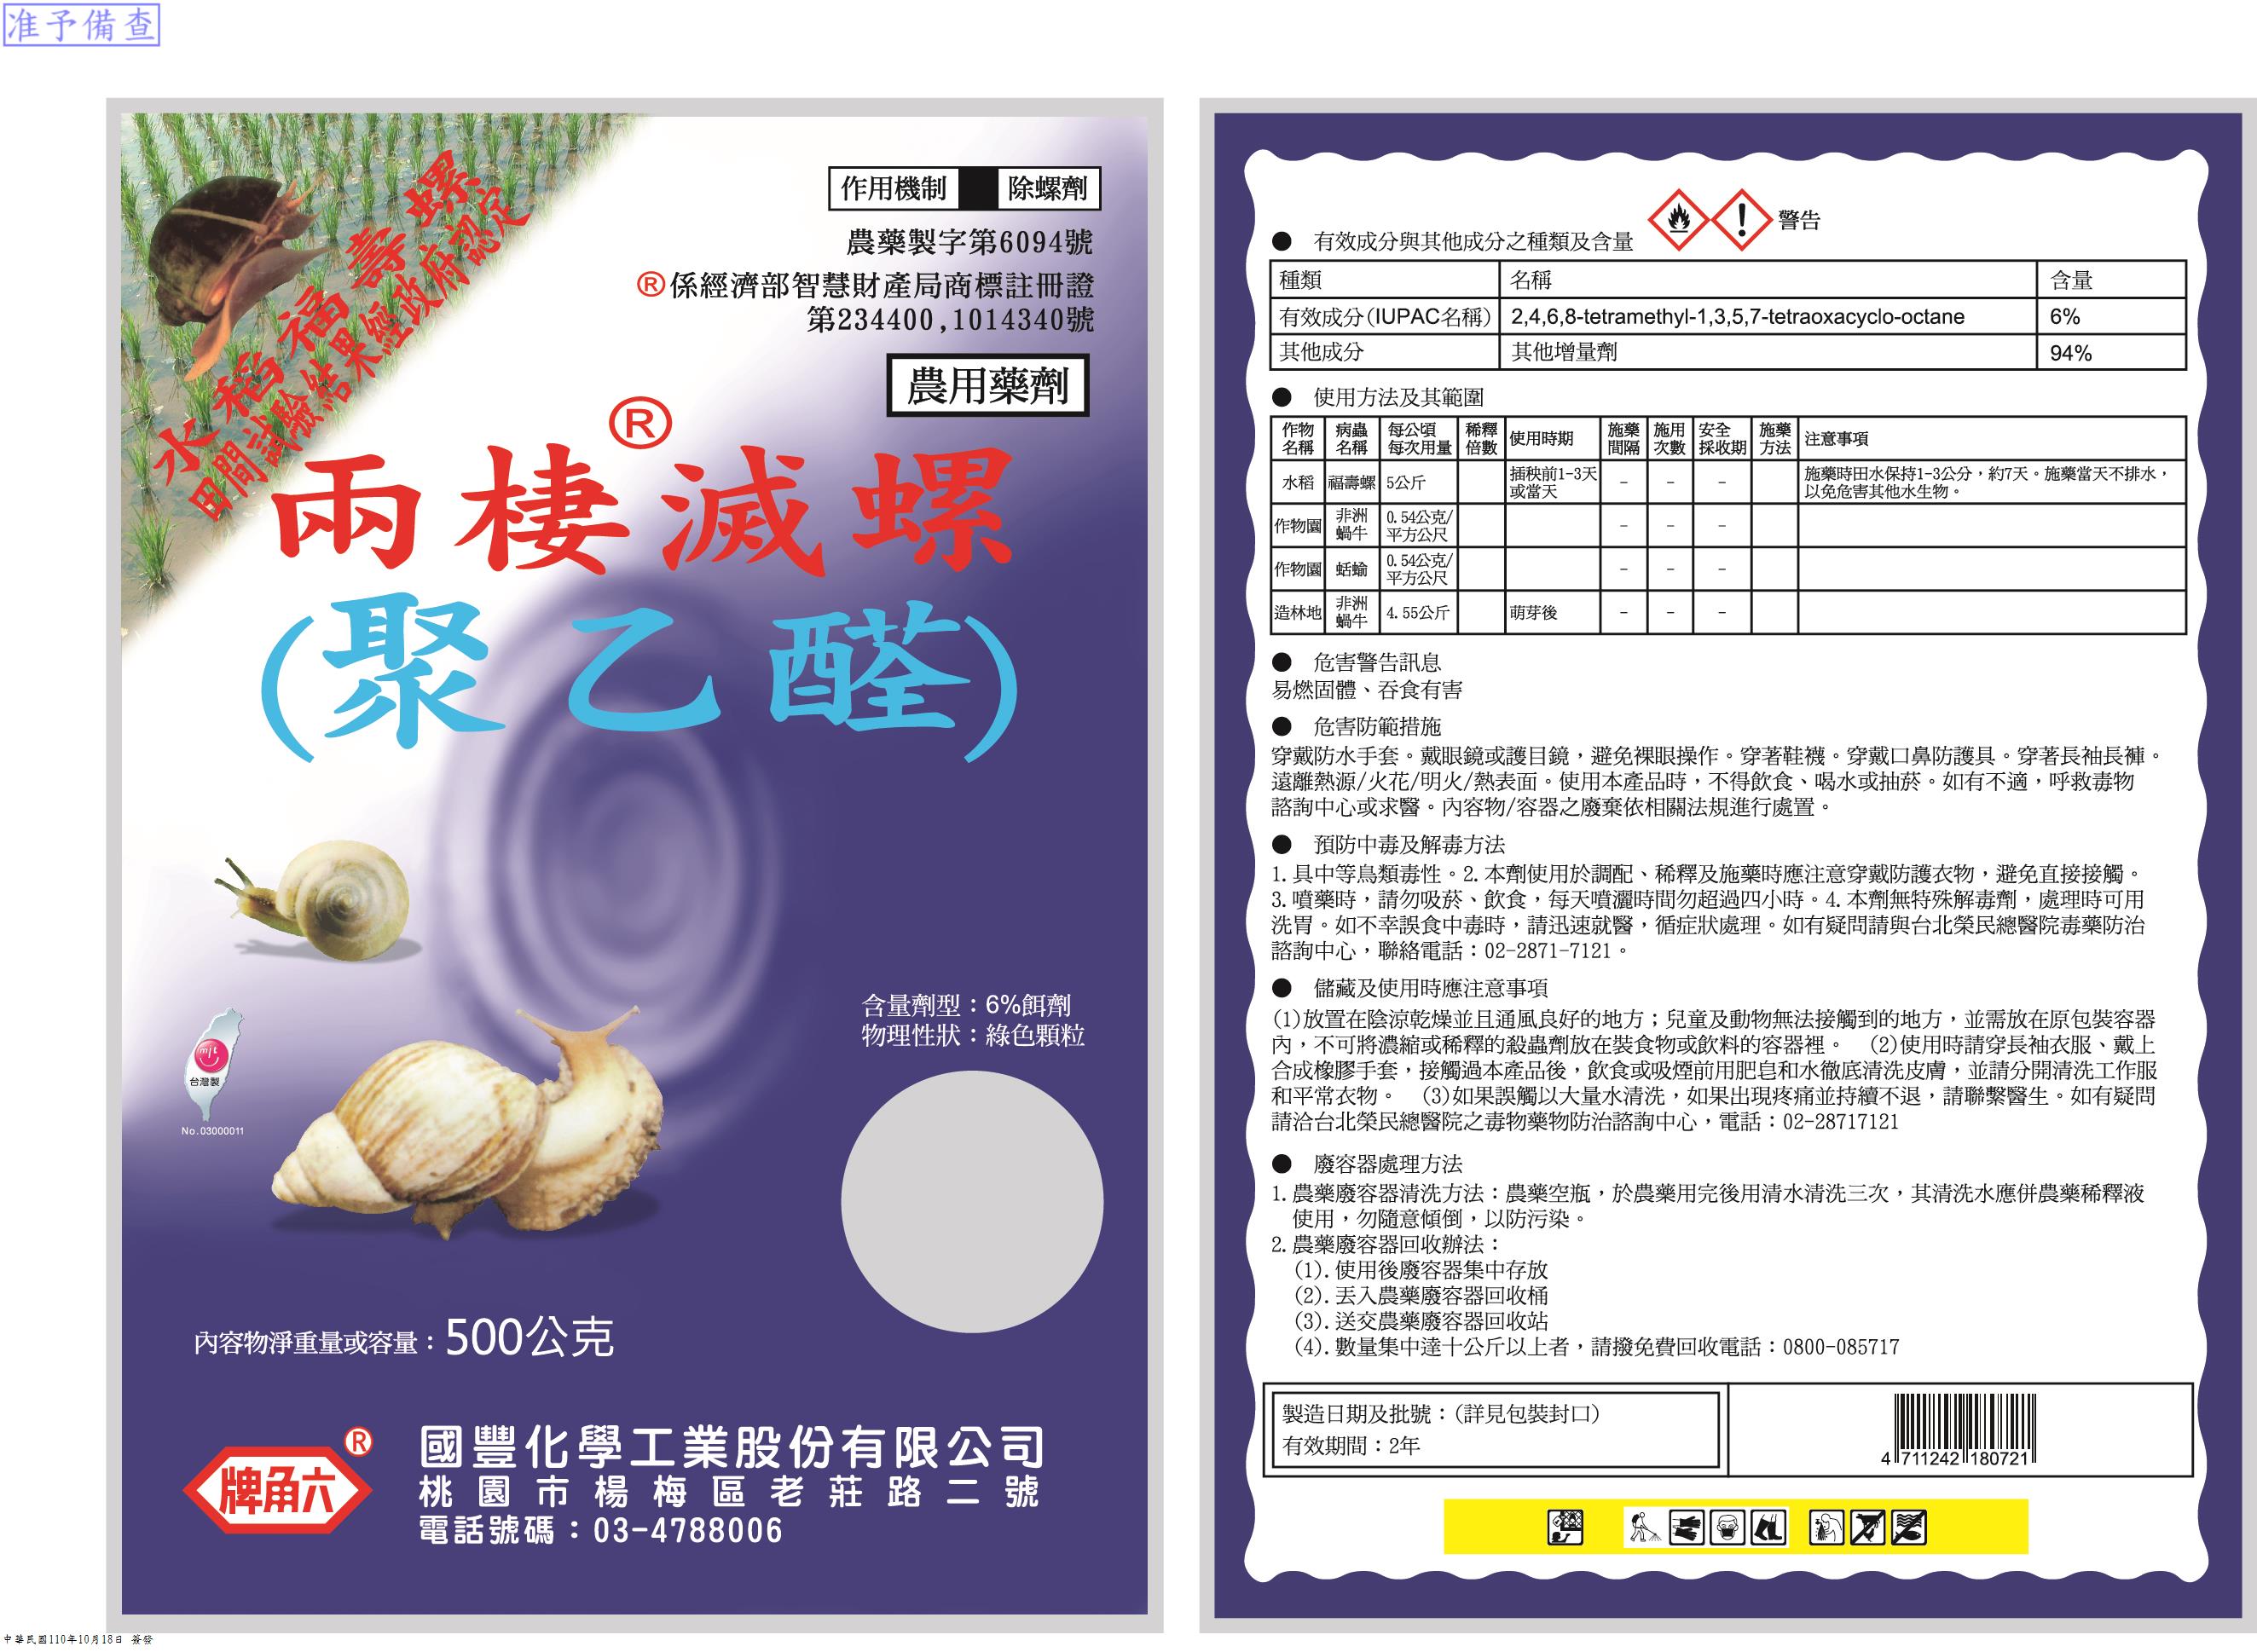 准予備查
水稻福壽螺
田間試驗結果經政府認定
作用機制 除螺劑
農藥製字第6094號
®係經濟部智慧財產局商標註冊證
第234400,1014340號
農用藥劑
兩棲滅螺®
(聚乙醛)
含量劑型：6%餌劑
物理性狀：綠色顆粒
mit
台灣製
No.03000011
內容物淨重量或容量：500公克
牌角六®
國豐化學工業股份有限公司
桃園市楊梅區老莊路二號
電話號碼：03-4788006
警告
● 有效成分與其他成分之種類及含量
種類 名稱 含量
有效成分(IUPAC名稱) 2,4,6,8-tetramethyl-1,3,5,7-tetraoxacyclo-octane 6%
其他成分 其他增量劑 94%
● 使用方法及其範圍
作物名稱 病蟲名稱 每公頃每次用量 稀釋倍數 使用時期 施藥間隔 施用次數 安全採收期 施藥方法 注意事項
水稻 福壽螺 5公斤 插秧前1-3天或當天 － － － 施藥時田水保持1-3公分，約7天。施藥當天不排水，
以免危害其他水生物。
作物園 非洲蝸牛 0.54公克/平方公尺 － － －
作物園 蛞蝓 0.54公克/平方公尺 － － －
造林地 非洲蝸牛 4.55公斤 萌芽後 － － －
● 危害警告訊息
易燃固體、吞食有害
● 危害防範措施
穿戴防水手套。戴眼鏡或護目鏡，避免裸眼操作。穿著鞋襪。穿戴口鼻防護具。穿著長袖長褲。
遠離熱源/火花/明火/熱表面。使用本產品時，不得飲食、喝水或抽菸。如有不適，呼救毒物
諮詢中心或求醫。內容物/容器之廢棄依相關法規進行處置。
● 預防中毒及解毒方法
1.具中等鳥類毒性。2.本劑使用於調配、稀釋及施藥時應注意穿戴防護衣物，避免直接接觸。
3.噴藥時，請勿吸菸、飲食，每天噴灑時間勿超過四小時。4.本劑無特殊解毒劑，處理時可用
洗胃。如不幸誤食中毒時，請迅速就醫，循症狀處理。如有疑問請與台北榮民總醫院毒藥防治
諮詢中心，聯絡電話：02-2871-7121。
● 儲藏及使用時應注意事項
(1)放置在陰涼乾燥並且通風良好的地方；兒童及動物無法接觸到的地方，並需放在原包裝容器
內，不可將濃縮或稀釋的殺蟲劑放在裝食物或飲料的容器裡。 (2)使用時請穿長袖衣服、戴上
合成橡膠手套，接觸過本產品後，飲食或吸煙前用肥皂和水徹底清洗皮膚，並請分開清洗工作服
和平常衣物。 (3)如果誤觸以大量水清洗，如果出現疼痛並持續不退，請聯繫醫生。如有疑問
請洽台北榮民總醫院之毒物藥物防治諮詢中心，電話：02-28717121
● 廢容器處理方法
1.農藥廢容器清洗方法：農藥空瓶，於農藥用完後用清水清洗三次，其清洗水應併農藥稀釋液
使用，勿隨意傾倒，以防污染。
2.農藥廢容器回收辦法：
(1).使用後廢容器集中存放
(2).丟入農藥廢容器回收桶
(3).送交農藥廢容器回收站
(4).數量集中達十公斤以上者，請撥免費回收電話：0800-085717
製造日期及批號：(詳見包裝封口)
有效期間：2年
4 711242 180721
中華民國110年10月18日 簽發